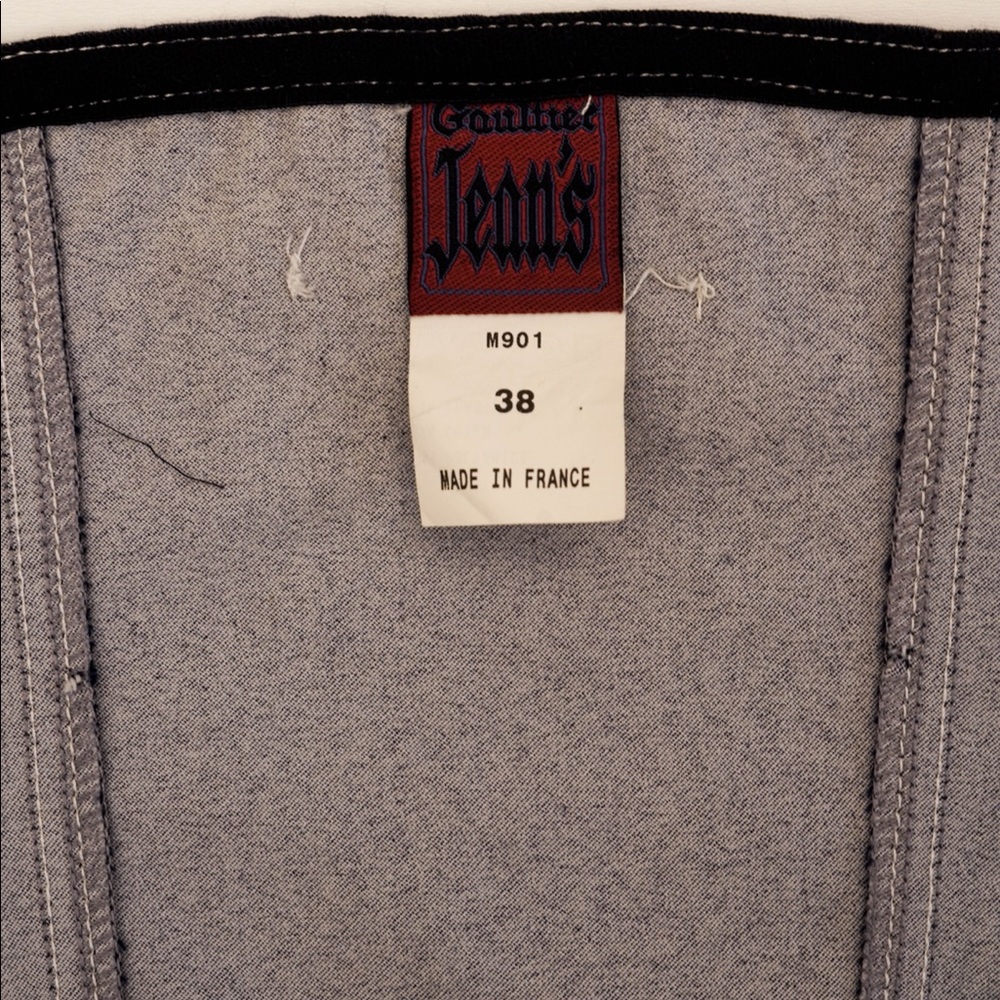 Gaultier
Jean's
M901
38
MADE IN FRANCE